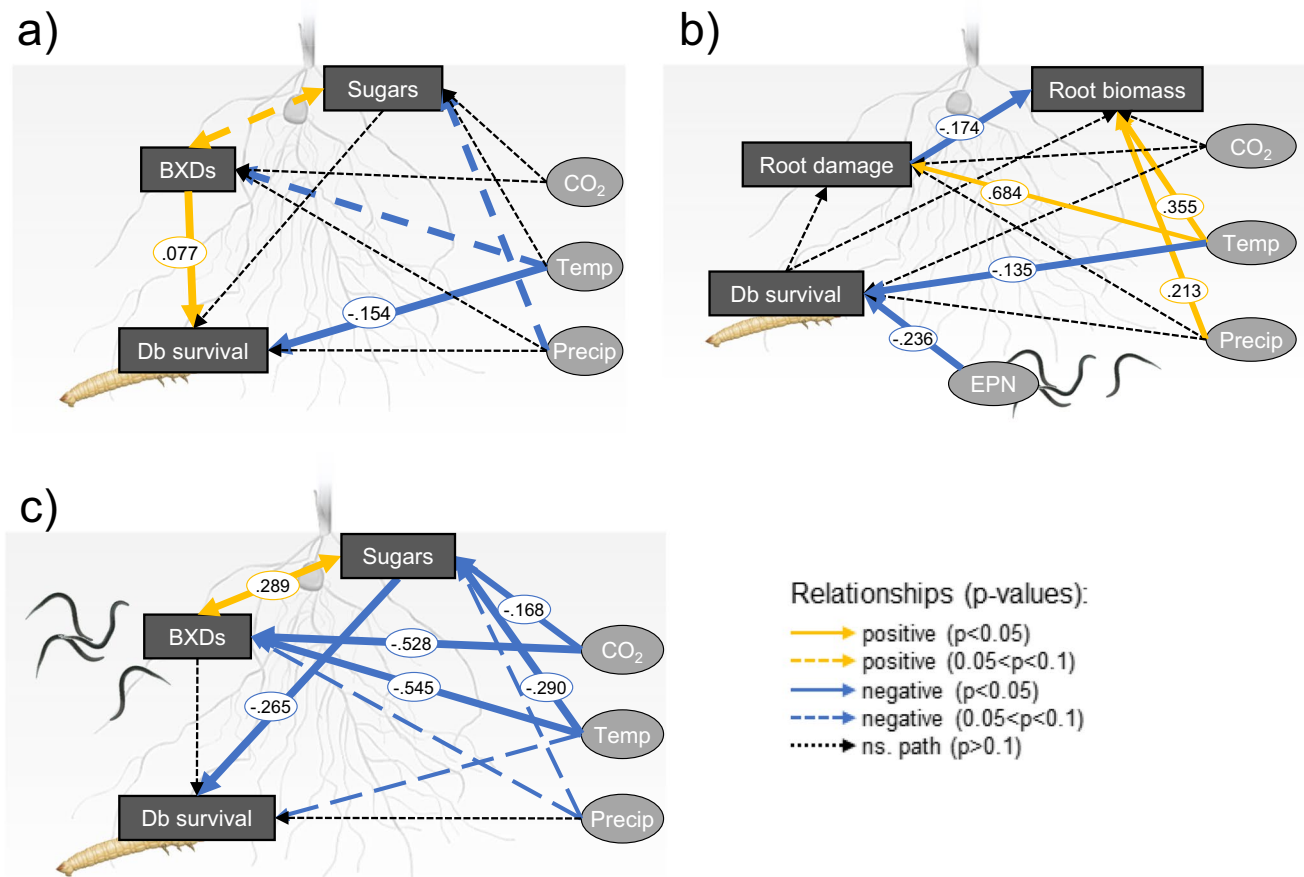 a)
Sugars
BXDs
CO₂
.077
Temp
-.154
Db survival
Precip
b)
Root biomass
-.174
CO₂
Root damage
.684
.355
Temp
-.135
Db survival
.213
-.236
Precip
EPN
c)
Sugars
.289
-.168
BXDs
-.528
CO₂
-.545
-.290
-.265
Temp
Db survival
Precip
Relationships (p-values):
positive (p<0.05)
positive (0.05<p<0.1)
negative (p<0.05)
negative (0.05<p<0.1)
ns. path (p>0.1)